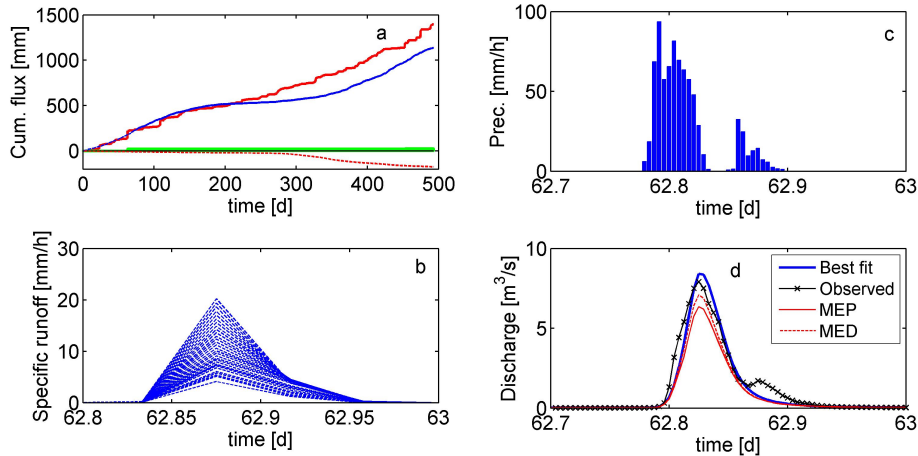 a
Cum. flux
[mm]
1500
1000
500
0
0 100 200 300 400 500
time [d]
c
Prec. [mm/h]
100
50
0
62.7 62.8 62.9 63
time [d]
b
Specific runoff [mm/h]
30
20
10
0
62.8 62.85 62.9 62.95 63
time [d]
d
Discharge [m³/s]
10
5
0
62.7 62.8 62.9 63
time [d]
Best fit
Observed
MEP
MED